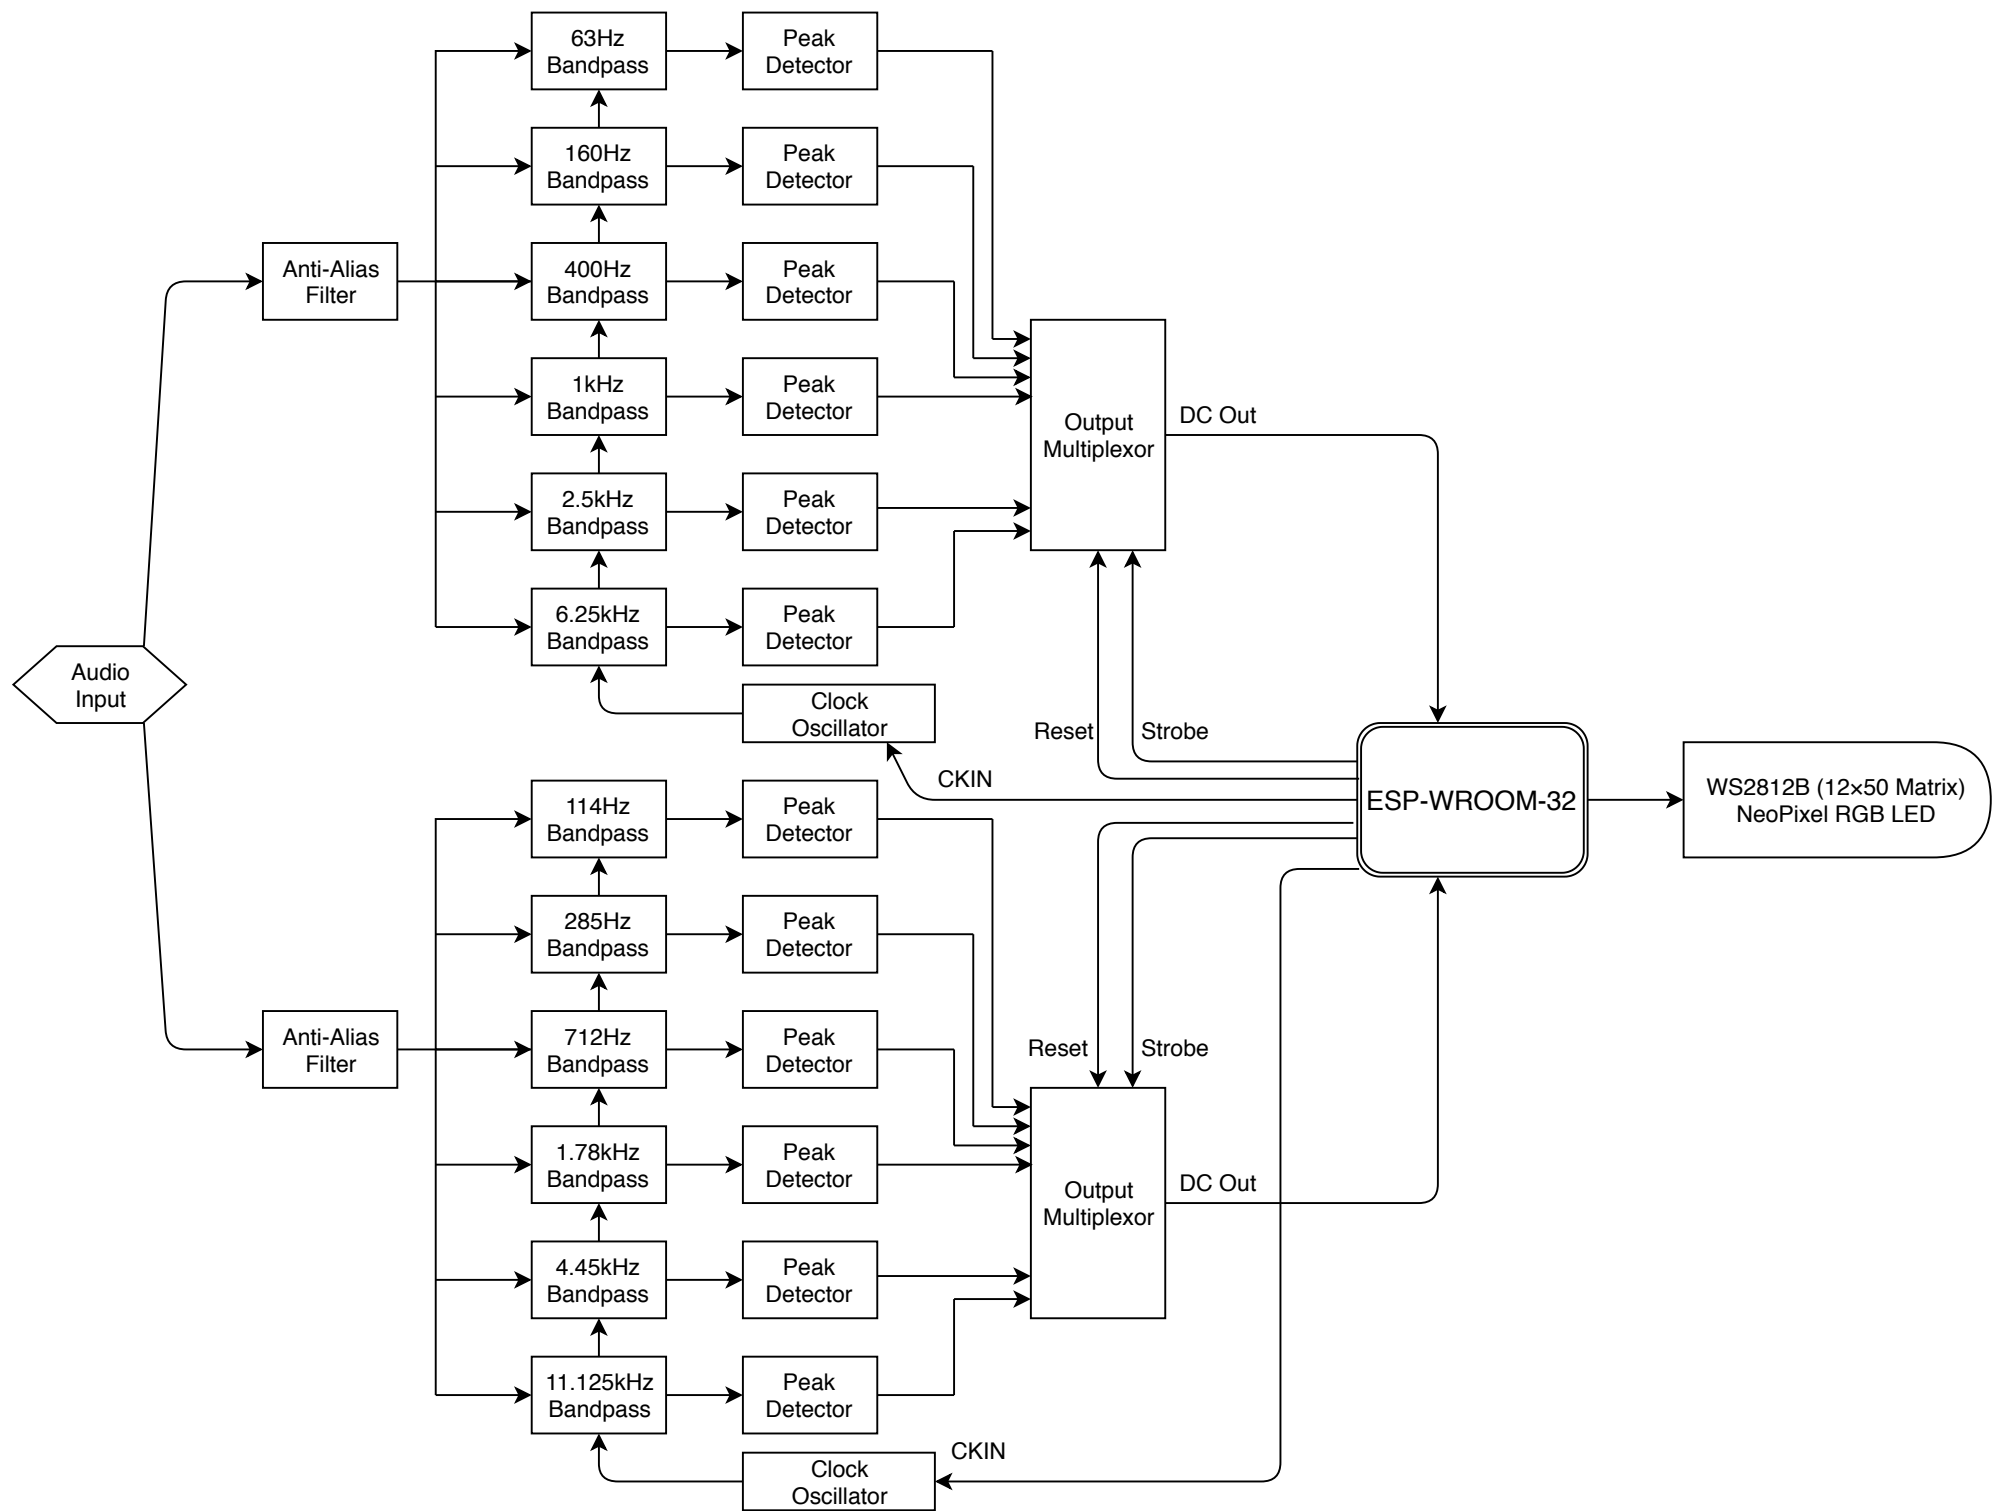 63Hz
Bandpass
Peak
Detector
160Hz
Bandpass
Peak
Detector
Anti-Alias
Filter
400Hz
Bandpass
Peak
Detector
1kHz
Bandpass
Peak
Detector
Output
Multiplexor
DC Out
2.5kHz
Bandpass
Peak
Detector
6.25kHz
Bandpass
Peak
Detector
Audio
Input
Clock
Oscillator
Reset
Strobe
CKIN
ESP-WROOM-32
WS2812B (12×50 Matrix)
NeoPixel RGB LED
114Hz
Bandpass
Peak
Detector
285Hz
Bandpass
Peak
Detector
Anti-Alias
Filter
712Hz
Bandpass
Peak
Detector
Reset
Strobe
1.78kHz
Bandpass
Peak
Detector
Output
Multiplexor
DC Out
4.45kHz
Bandpass
Peak
Detector
11.125kHz
Bandpass
Peak
Detector
CKIN
Clock
Oscillator